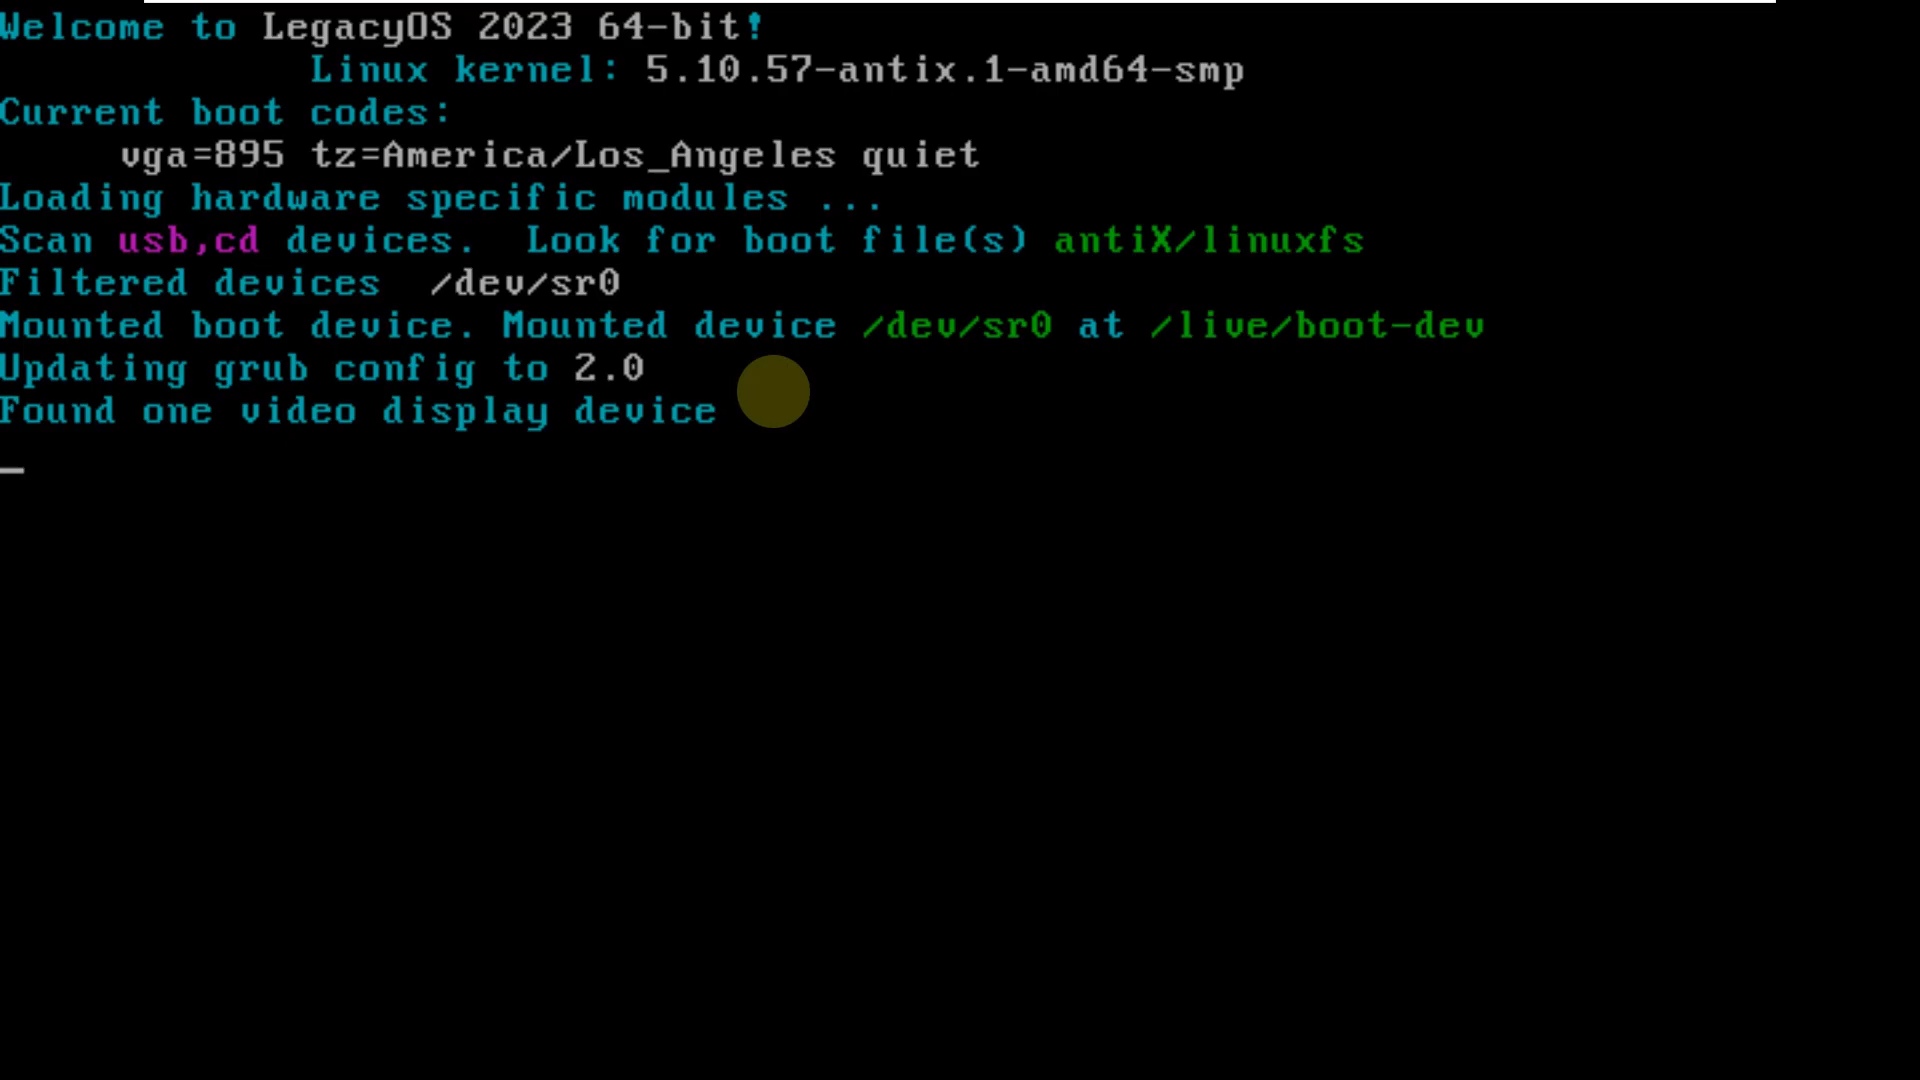 Welcome to LegacyOS 2023 64-bit!
Linux kernel: 5.10.57-antix.1-amd64-smp
Current boot codes:
vga=895 tz=America/Los_Angeles quiet
Loading hardware specific modules ...
Scan usb,cd devices.  Look for boot file(s) antiX/linuxfs
Filtered devices  /dev/sr0
Mounted boot device. Mounted device /dev/sr0 at /live/boot-dev
Updating grub config to 2.0
Found one video display device